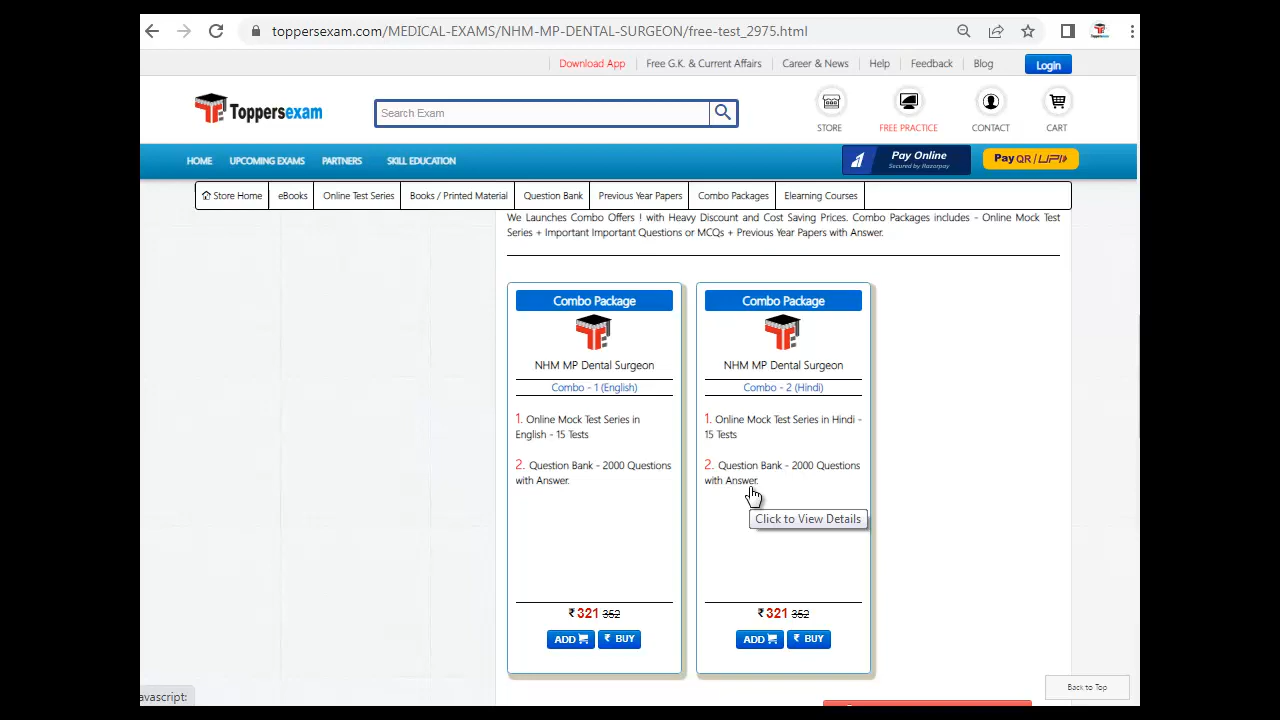 toppersexam.com/MEDICAL-EXAMS/NHM-MP-DENTAL-SURGEON/free-test_2975.html
Download App | Free G.K. & Current Affairs | Career & News | Help | Feedback | Blog Login
Toppersexam
Search Exam
STORE FREE PRACTICE CONTACT CART
HOME UPCOMING EXAMS PARTNERS SKILL EDUCATION
Pay Online
Secured by Razorpay
Pay QR / UPI
Store Home eBooks Online Test Series Books / Printed Material Question Bank Previous Year Papers Combo Packages Elearning Courses
We Launches Combo Offers ! with Heavy Discount and Cost Saving Prices. Combo Packages includes - Online Mock Test
Series + Important Important Questions or MCQs + Previous Year Papers with Answer.
Combo Package
NHM MP Dental Surgeon
Combo - 1 (English)
1. Online Mock Test Series in
English - 15 Tests
2. Question Bank - 2000 Questions
with Answer.
₹ 321 352
ADD ₹ BUY
Combo Package
NHM MP Dental Surgeon
Combo - 2 (Hindi)
1. Online Mock Test Series in Hindi -
15 Tests
2. Question Bank - 2000 Questions
with Answer.
Click to View Details
₹ 321 352
ADD ₹ BUY
Back to Top
avascript: